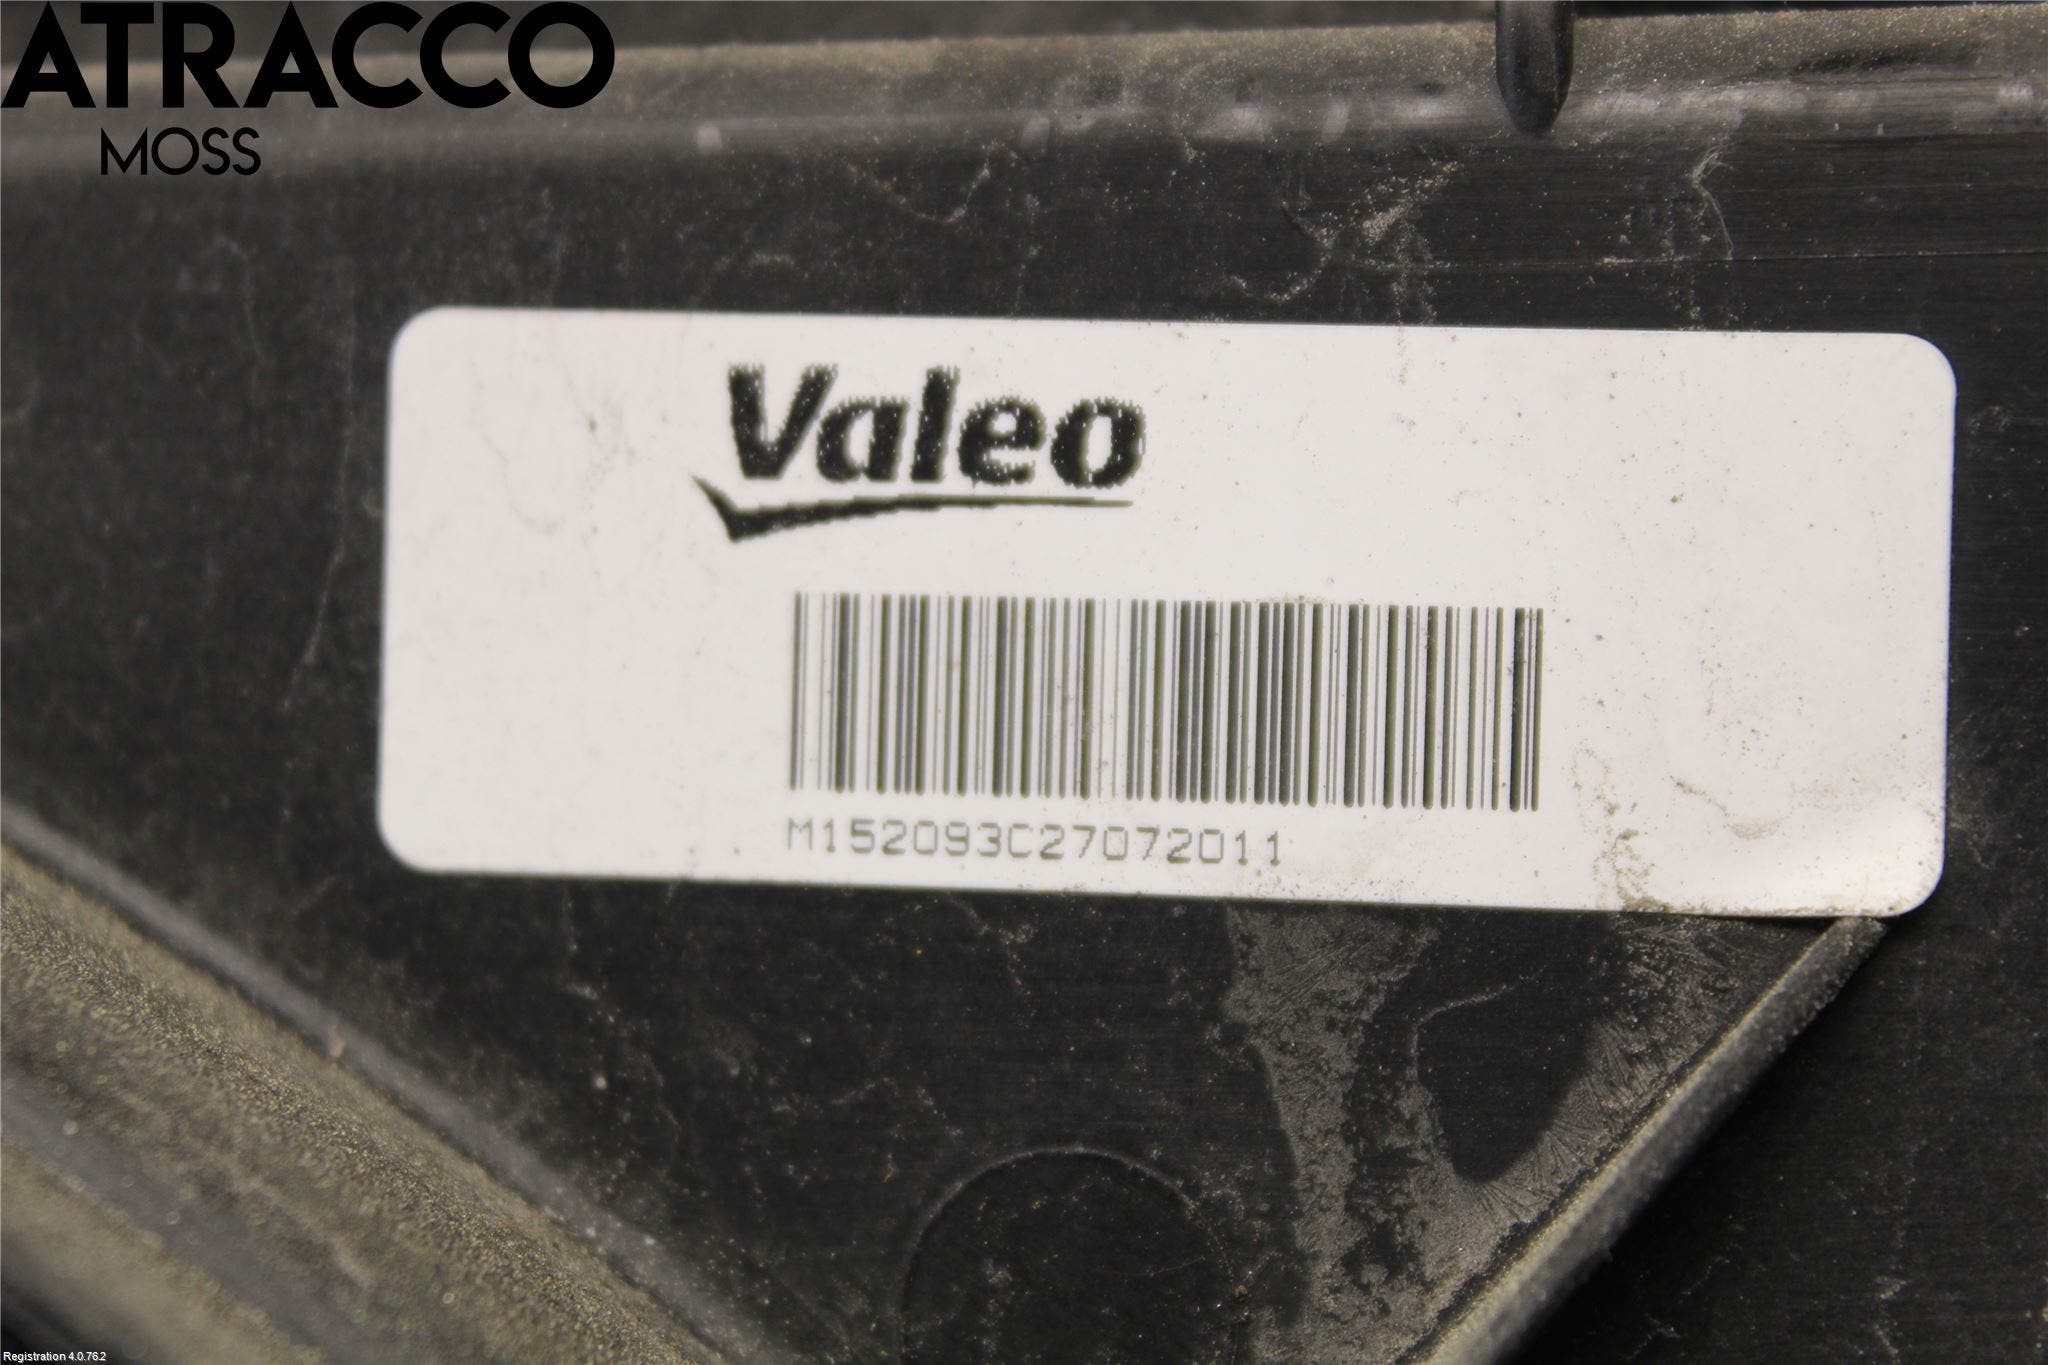 ATRACCO
MOSS
Valeo
M152093C27072011
Registration 4.0.76.2